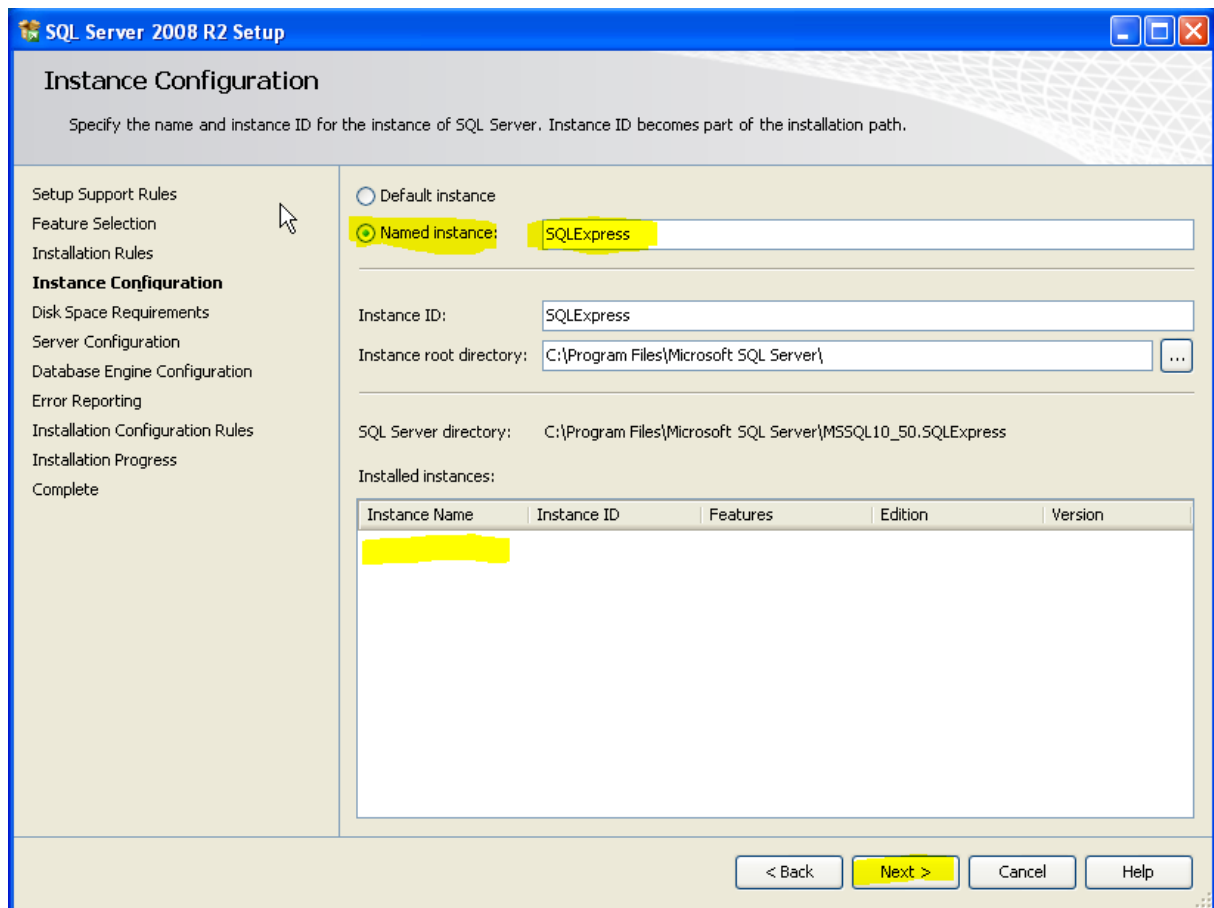 SQL Server 2008 R2 Setup
Instance Configuration
Specify the name and instance ID for the instance of SQL Server. Instance ID becomes part of the installation path.
Setup Support Rules
Feature Selection
Installation Rules
Instance Configuration
Disk Space Requirements
Server Configuration
Database Engine Configuration
Error Reporting
Installation Configuration Rules
Installation Progress
Complete
Default instance
Named instance: SQLExpress
Instance ID: SQLExpress
Instance root directory: C:\Program Files\Microsoft SQL Server\ ...
SQL Server directory: C:\Program Files\Microsoft SQL Server\MSSQL10_50.SQLExpress
Installed instances:
Instance Name Instance ID Features Edition Version
< Back Next > Cancel Help